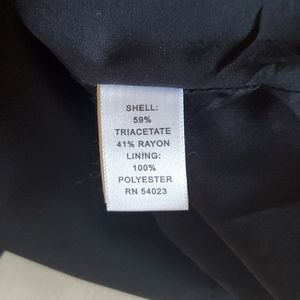 SHELL:
59%
TRIACETATE
41% RAYON
LINING:
100%
POLYESTER
RN 54023